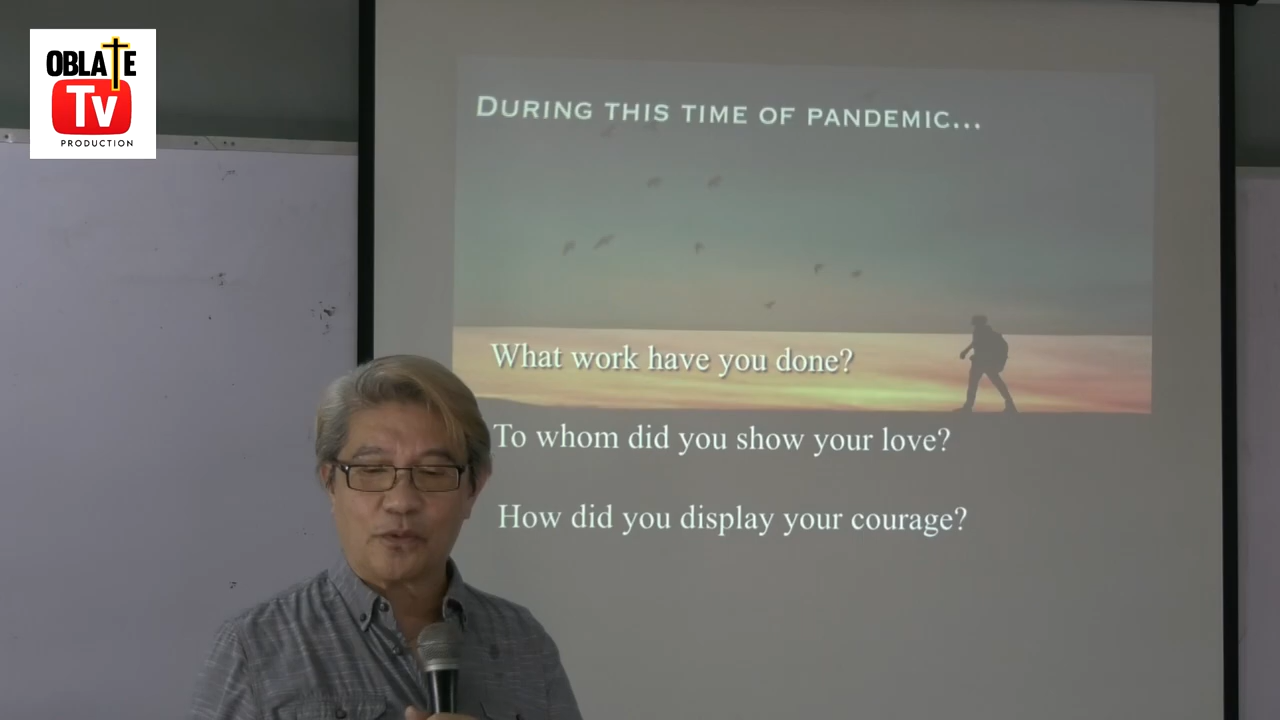 OBLATE
TV
PRODUCTION
DURING THIS TIME OF PANDEMIC...
What work have you done?
To whom did you show your love?
How did you display your courage?